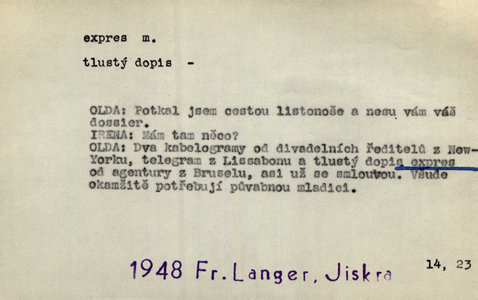 expres m.
tlustý dopis -
OLDA: Potkal jsem cestou listonoše a nesu vám váš
dossier.
IRENA: Mám tam něco?
OLDA: Dva kabelogramy od divadelních ředitelů z New-
Yorku, telegram z Lissabonu a tlustý dopis expres
od agentury z Bruselu, asi už se smlouvou. Všude
okamžitě potřebují půvabnou mladici.
1948 Fr. Langer, Jiskra
14, 23